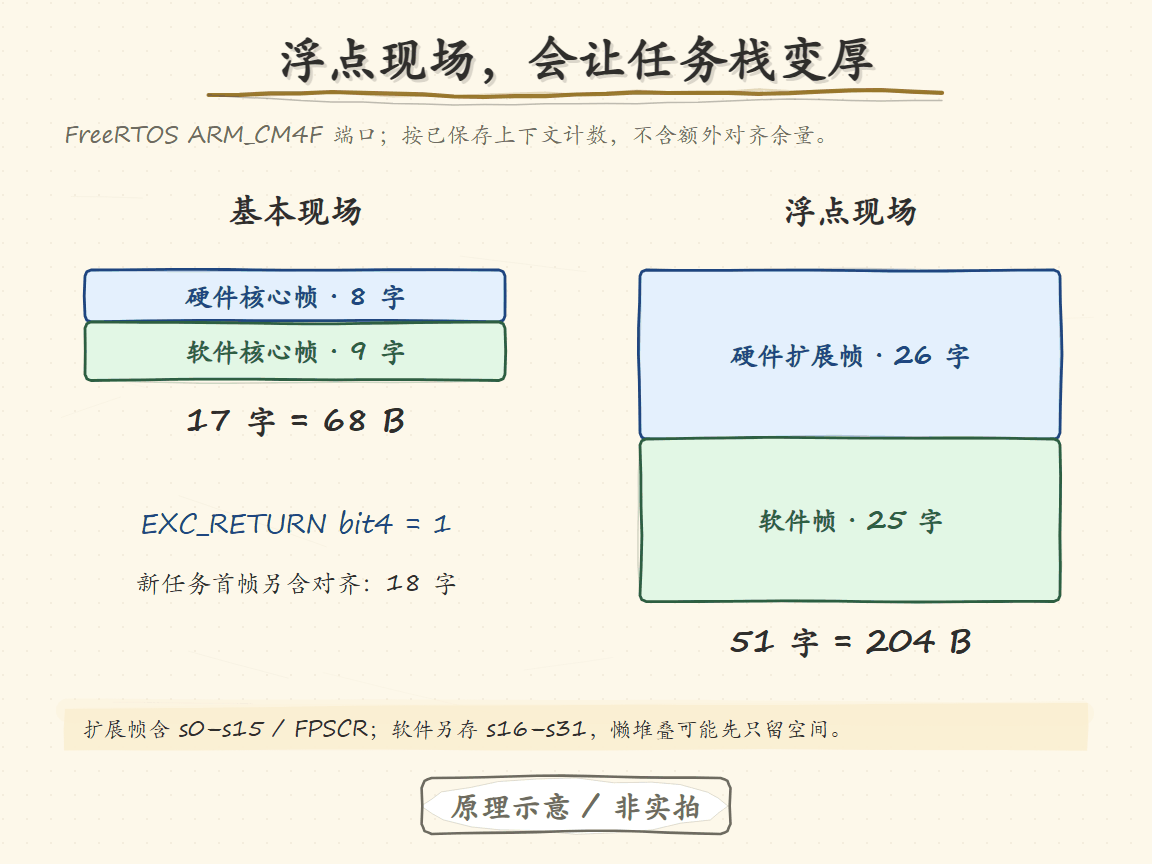 浮点现场，会让任务栈变厚
FreeRTOS ARM_CM4F 端口；按已保存上下文计数，不含额外对齐余量。
基本现场
硬件核心帧 · 8 字
软件核心帧 · 9 字
17 字 = 68 B
EXC_RETURN bit4 = 1
新任务首帧另含对齐：18 字
浮点现场
硬件扩展帧 · 26 字
软件帧 · 25 字
51 字 = 204 B
扩展帧含 s0–s15 / FPSCR；软件另存 s16–s31，懒堆叠可能先只留空间。
原理示意 / 非实拍